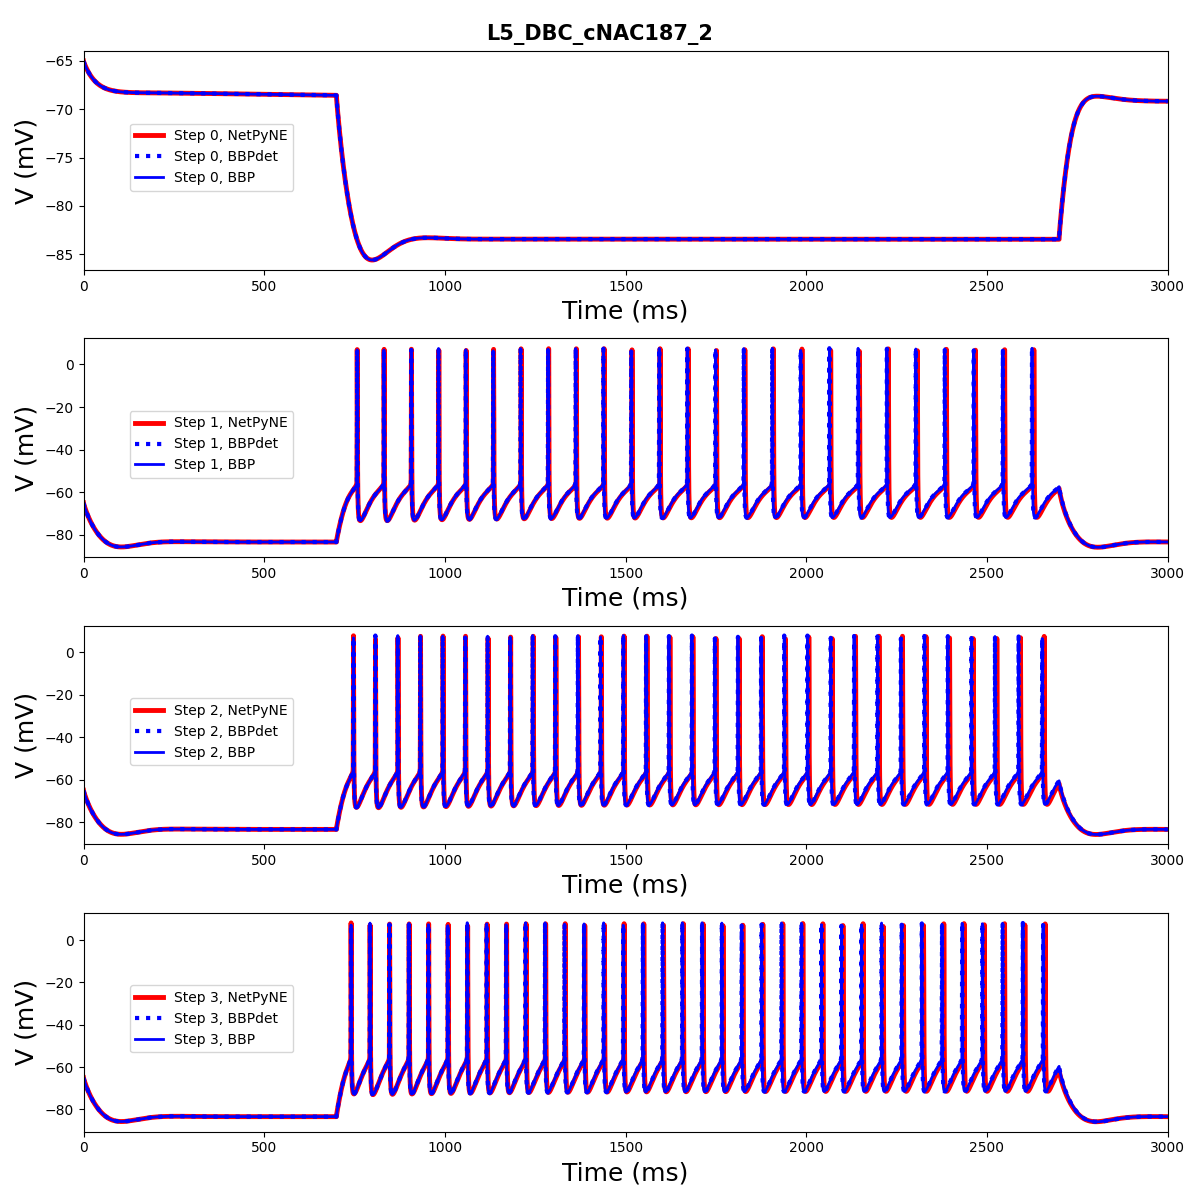 L5_DBC_cNAC187_2
−65
−70
−75
−80
−85
V (mV)
Step 0, NetPyNE
Step 0, BBPdet
Step 0, BBP
0 500 1000 1500 2000 2500 3000
Time (ms)
0
−20
−40
−60
−80
V (mV)
Step 1, NetPyNE
Step 1, BBPdet
Step 1, BBP
0 500 1000 1500 2000 2500 3000
Time (ms)
0
−20
−40
−60
−80
V (mV)
Step 2, NetPyNE
Step 2, BBPdet
Step 2, BBP
0 500 1000 1500 2000 2500 3000
Time (ms)
0
−20
−40
−60
−80
V (mV)
Step 3, NetPyNE
Step 3, BBPdet
Step 3, BBP
0 500 1000 1500 2000 2500 3000
Time (ms)